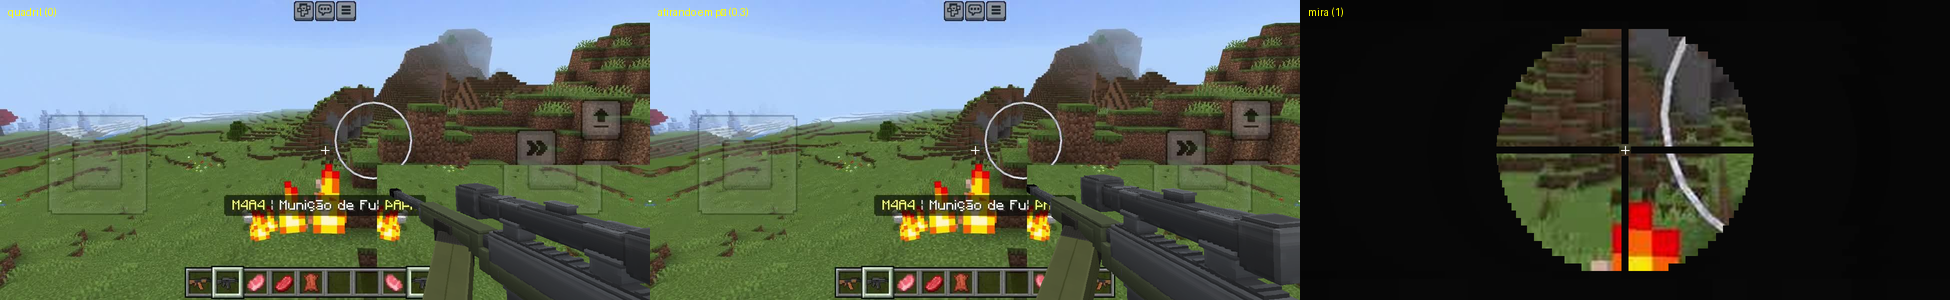 quadril (0)
atirando em pé (0.3)
mira (1)
M4A4 | Munição de Fu
M4A4 | Munição de Fu